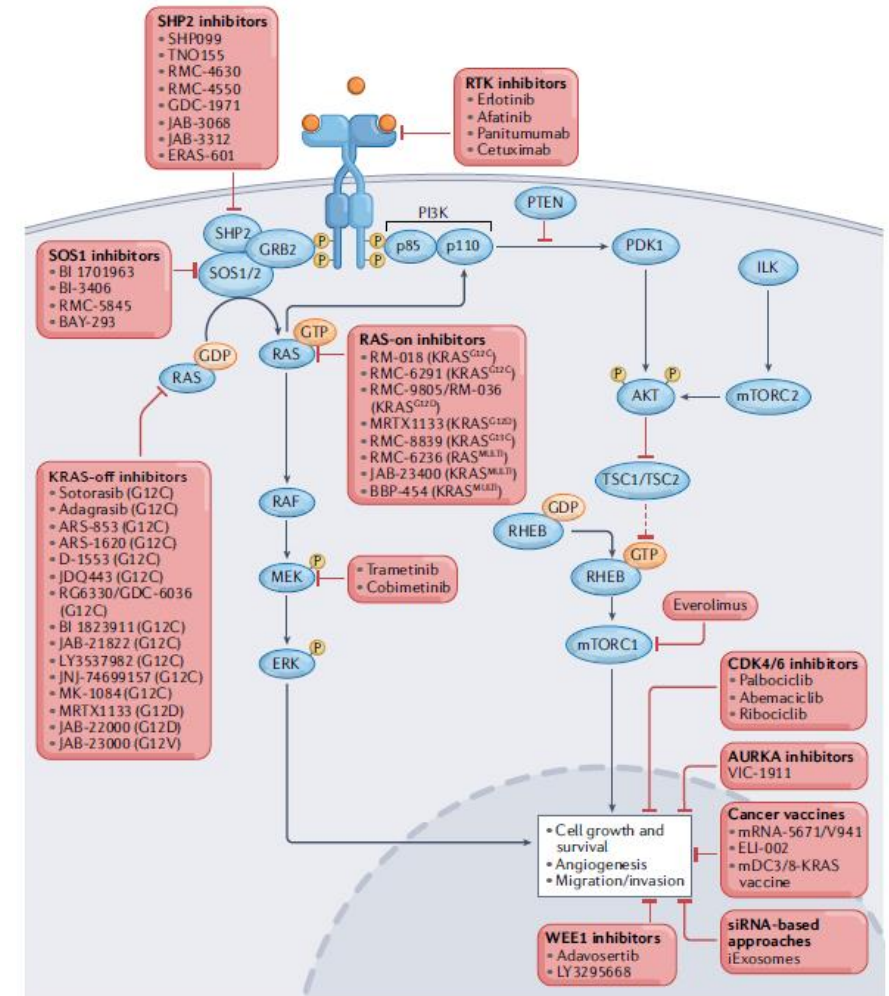 SHP2 inhibitors
• SHP099
• TNO155
• RMC-4630
• RMC-4550
• GDC-1971
• JAB-3068
• JAB-3312
• ERAS-601
RTK inhibitors
• Erlotinib
• Afatinib
• Panitumumab
• Cetuximab
SHP2
GRB2
SOS1/2
P
P
P
P
PI3K
p85
p110
PTEN
PDK1
ILK
SOS1 inhibitors
• BI 1701963
• BI-3406
• RMC-5845
• BAY-293
GDP
RAS
GTP
RAS
RAS-on inhibitors
• RM-018 (KRASG12C)
• RMC-6291 (KRASG12C)
• RMC-9805/RM-036
(KRASG12D)
• MRTX1133 (KRASG12D)
• RMC-8839 (KRASG13C)
• RMC-6236 (RASMULTI)
• JAB-23400 (KRASMULTI)
• BBP-454 (KRASMULTI)
P
P
AKT
mTORC2
KRAS-off inhibitors
• Sotorasib (G12C)
• Adagrasib (G12C)
• ARS-853 (G12C)
• ARS-1620 (G12C)
• D-1553 (G12C)
• JDQ443 (G12C)
• RG6330/GDC-6036
(G12C)
• BI 1823911 (G12C)
• JAB-21822 (G12C)
• LY3537982 (G12C)
• JNJ-74699157 (G12C)
• MK-1084 (G12C)
• MRTX1133 (G12D)
• JAB-22000 (G12D)
• JAB-23000 (G12V)
RAF
TSC1/TSC2
GDP
RHEB
GTP
RHEB
P
MEK
• Trametinib
• Cobimetinib
P
ERK
Everolimus
mTORC1
CDK4/6 inhibitors
• Palbociclib
• Abemaciclib
• Ribociclib
AURKA inhibitors
VIC-1911
Cancer vaccines
• mRNA-5671/V941
• ELI-002
• mDC3/8-KRAS
vaccine
• Cell growth and
survival
• Angiogenesis
• Migration/invasion
WEE1 inhibitors
• Adavosertib
• LY3295668
siRNA-based
approaches
iExosomes